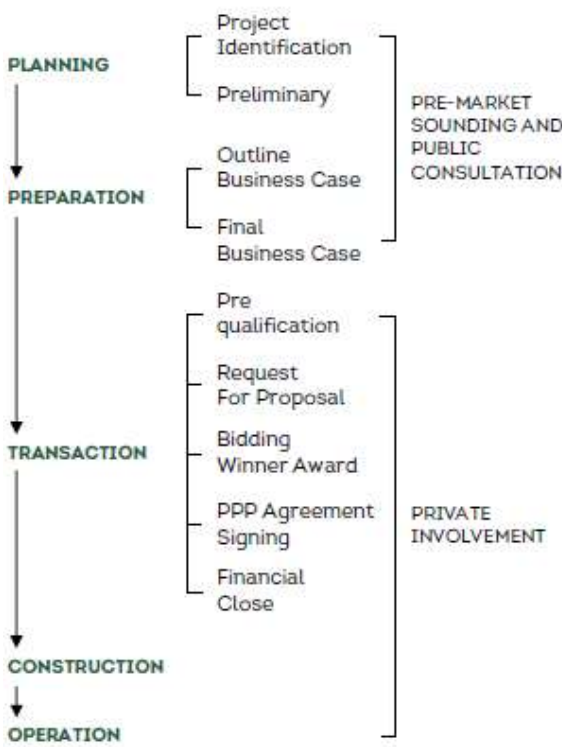 PLANNING
Project
Identification
Preliminary
PREPARATION
Outline
Business Case
Final
Business Case
PRE-MARKET
SOUNDING AND
PUBLIC
CONSULTATION
TRANSACTION
Pre
qualification
Request
For Proposal
Bidding
Winner Award
PPP Agreement
Signing
Financial
Close
PRIVATE
INVOLVEMENT
CONSTRUCTION
OPERATION